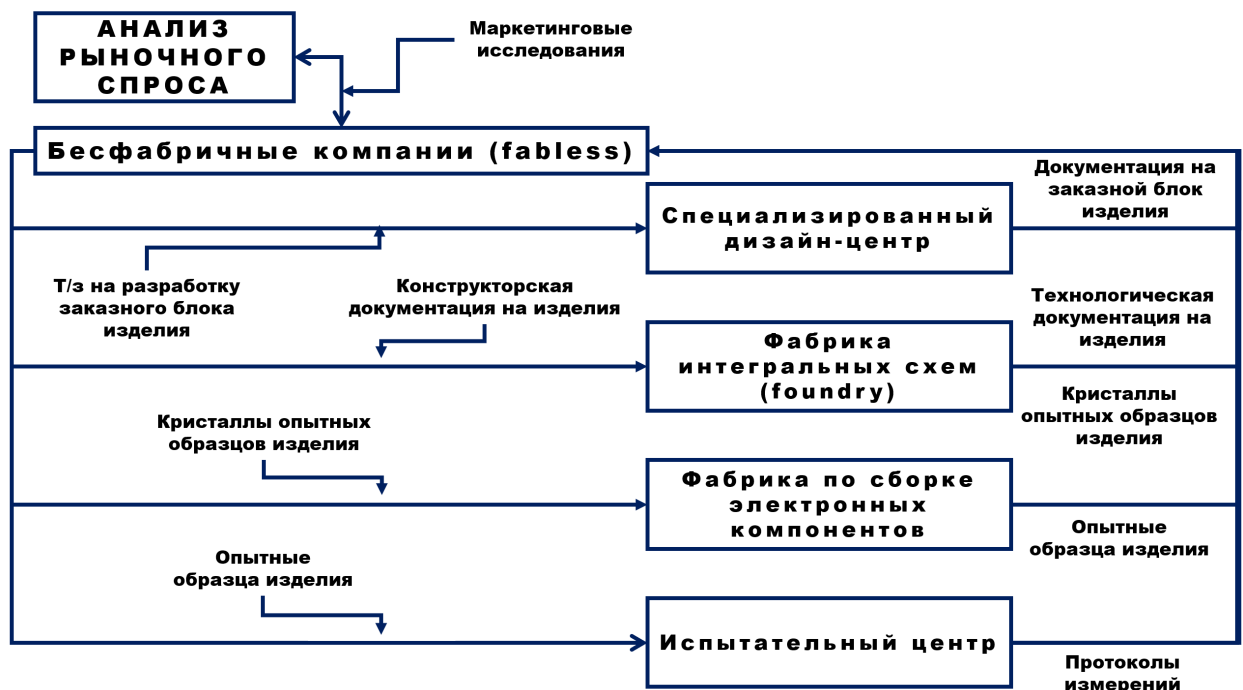 АНАЛИЗ
РЫНОЧНОГО
СПРОСА
Маркетинговые
исследования
Бесфабричные компании (fabless)
Документация на
заказной блок
изделия
Специализированный
дизайн-центр
Т/з на разработку
заказного блока
изделия
Конструкторская
документация на изделия
Технологическая
документация на
изделия
Фабрика
интегральных схем
(foundry)
Кристаллы опытных
образцов изделия
Кристаллы
опытных образцов
изделия
Фабрика по сборке
электронных
компонентов
Опытные
образца изделия
Опытные
образца изделия
Испытательный центр
Протоколы
измерений